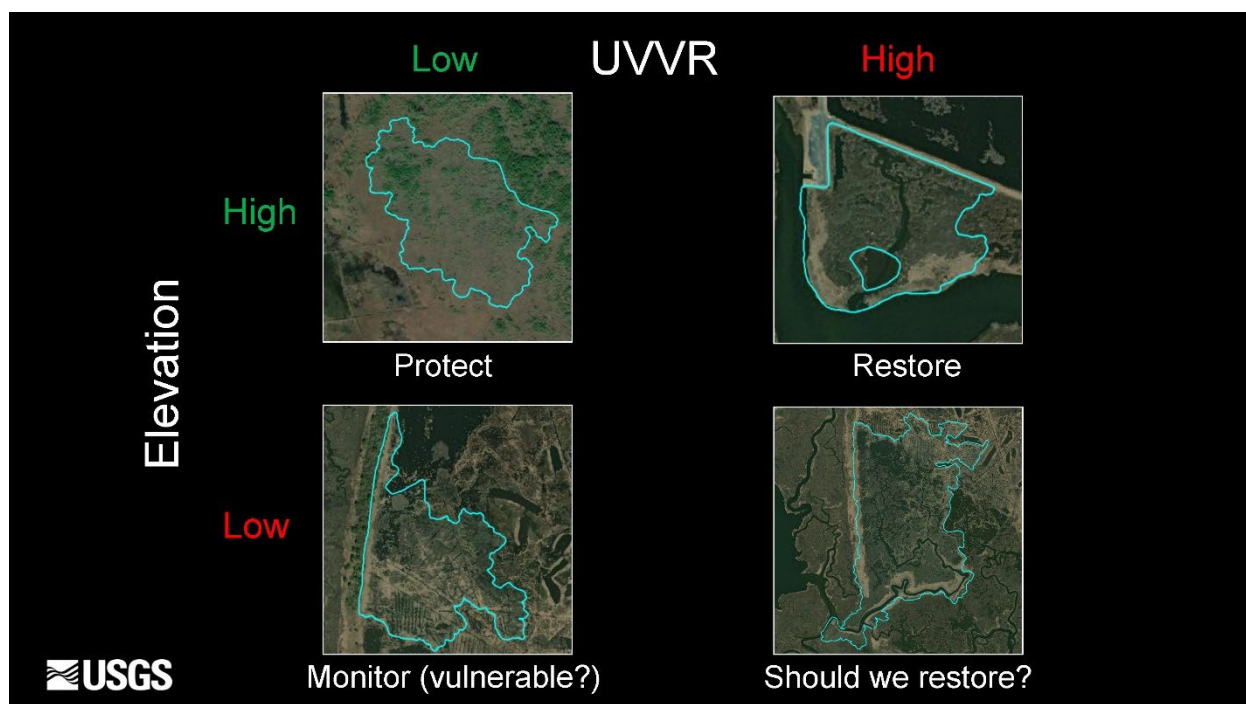 Low UVVR High
High
Elevation
Protect Restore
Low
Monitor (vulnerable?) Should we restore?
USGS